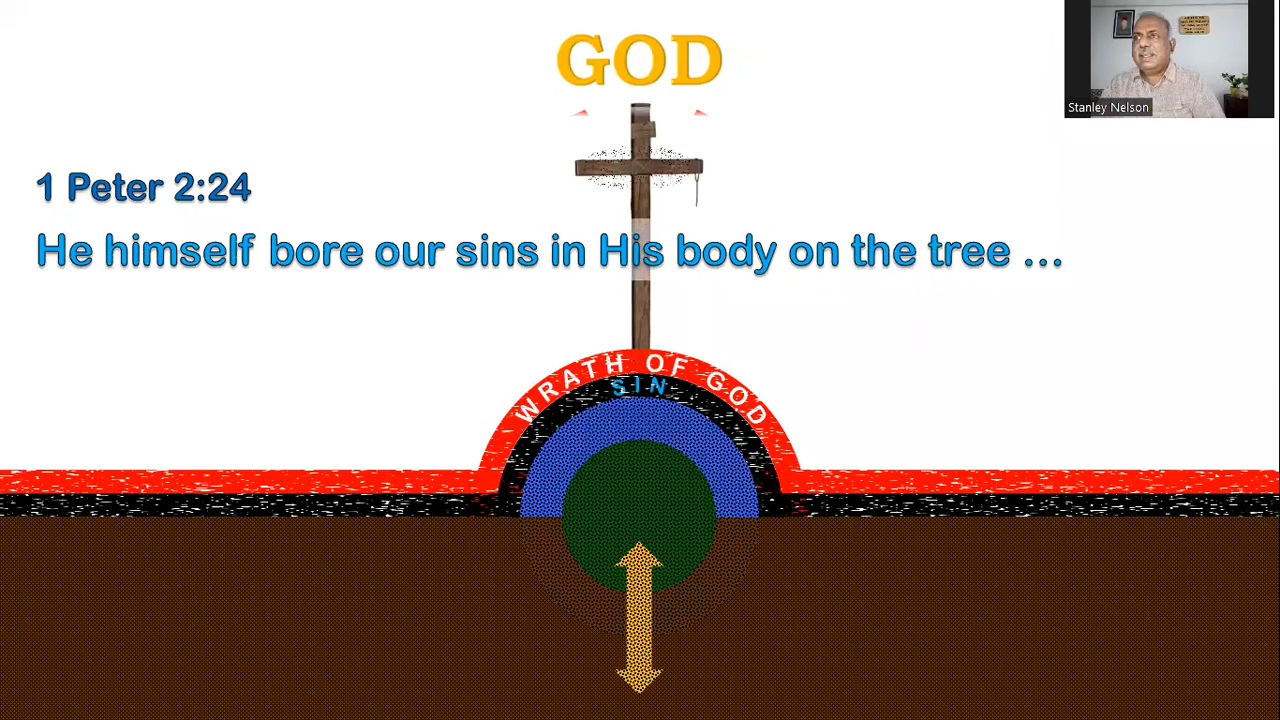 GOD
Stanley Nelson
1 Peter 2:24
He himself bore our sins in His body on the tree ...
WRATH OF GOD
SIN